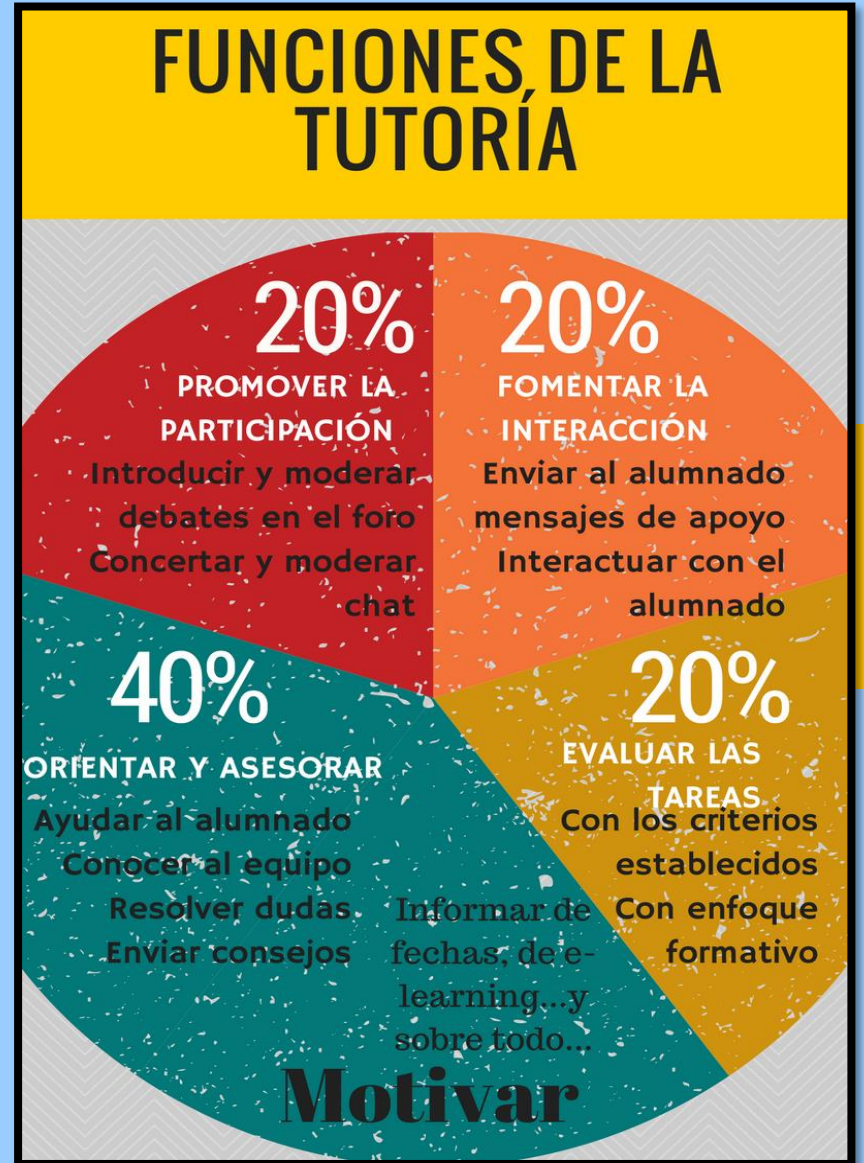 FUNCIONES DE LA
TUTORÍA
20%
PROMOVER LA
PARTICIPACIÓN
Introducir y moderar
debates en el foro
Concertar y moderar
chat
20%
FOMENTAR LA
INTERACCIÓN
Enviar al alumnado
mensajes de apoyo
Interactuar con el
alumnado
40%
ORIENTAR Y ASESORAR
Ayudar al alumnado
Conocer al equipo
Resolver dudas
Enviar consejos
Informar de
fechas, de e-
learning...y
sobre todo...
Motivar
20%
EVALUAR LAS
TAREAS
Con los criterios
establecidos
Con enfoque
formativo